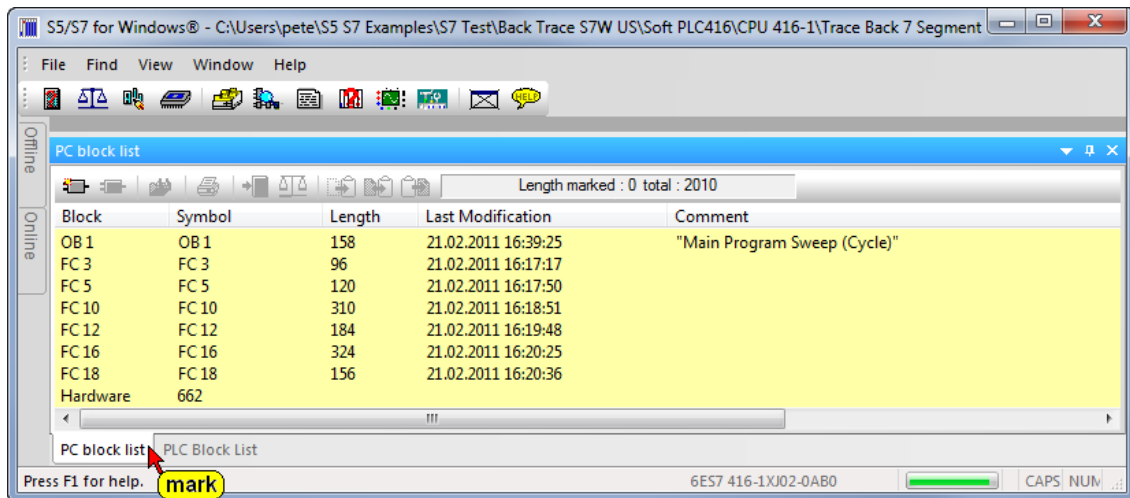 S5/S7 for Windows® - C:\Users\pete\S5 S7 Examples\S7 Test\Back Trace S7W US\Soft PLC416\CPU 416-1\Trace Back 7 Segment
File Find View Window Help
HELP
Offline
Online
PC block list
Length marked : 0 total : 2010
Block Symbol Length Last Modification Comment
OB 1 OB 1 158 21.02.2011 16:39:25 "Main Program Sweep (Cycle)"
FC 3 FC 3 96 21.02.2011 16:17:17
FC 5 FC 5 120 21.02.2011 16:17:50
FC 10 FC 10 310 21.02.2011 16:18:51
FC 12 FC 12 184 21.02.2011 16:19:48
FC 16 FC 16 324 21.02.2011 16:20:25
FC 18 FC 18 156 21.02.2011 16:20:36
Hardware 662
PC block list PLC Block List
Press F1 for help. mark 6ES7 416-1XJ02-0AB0 CAPS NUM